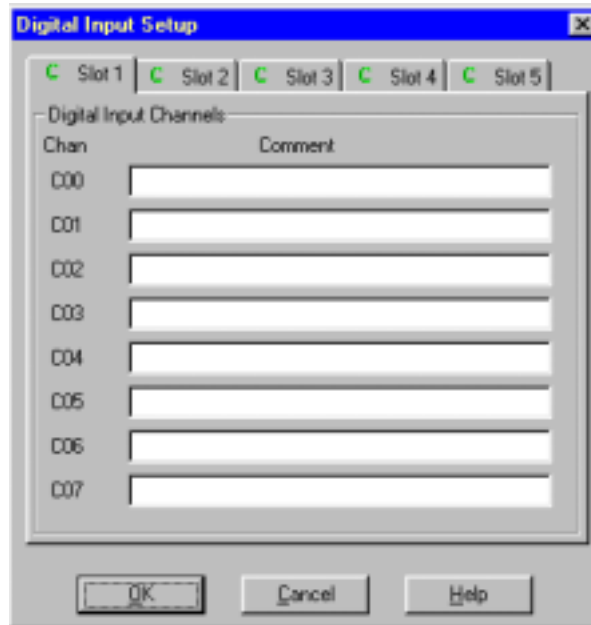 Digital Input Setup
C Slot 1 C Slot 2 C Slot 3 C Slot 4 C Slot 5
Digital Input Channels
Chan Comment
C00
C01
C02
C03
C04
C05
C06
C07
OK Cancel Help